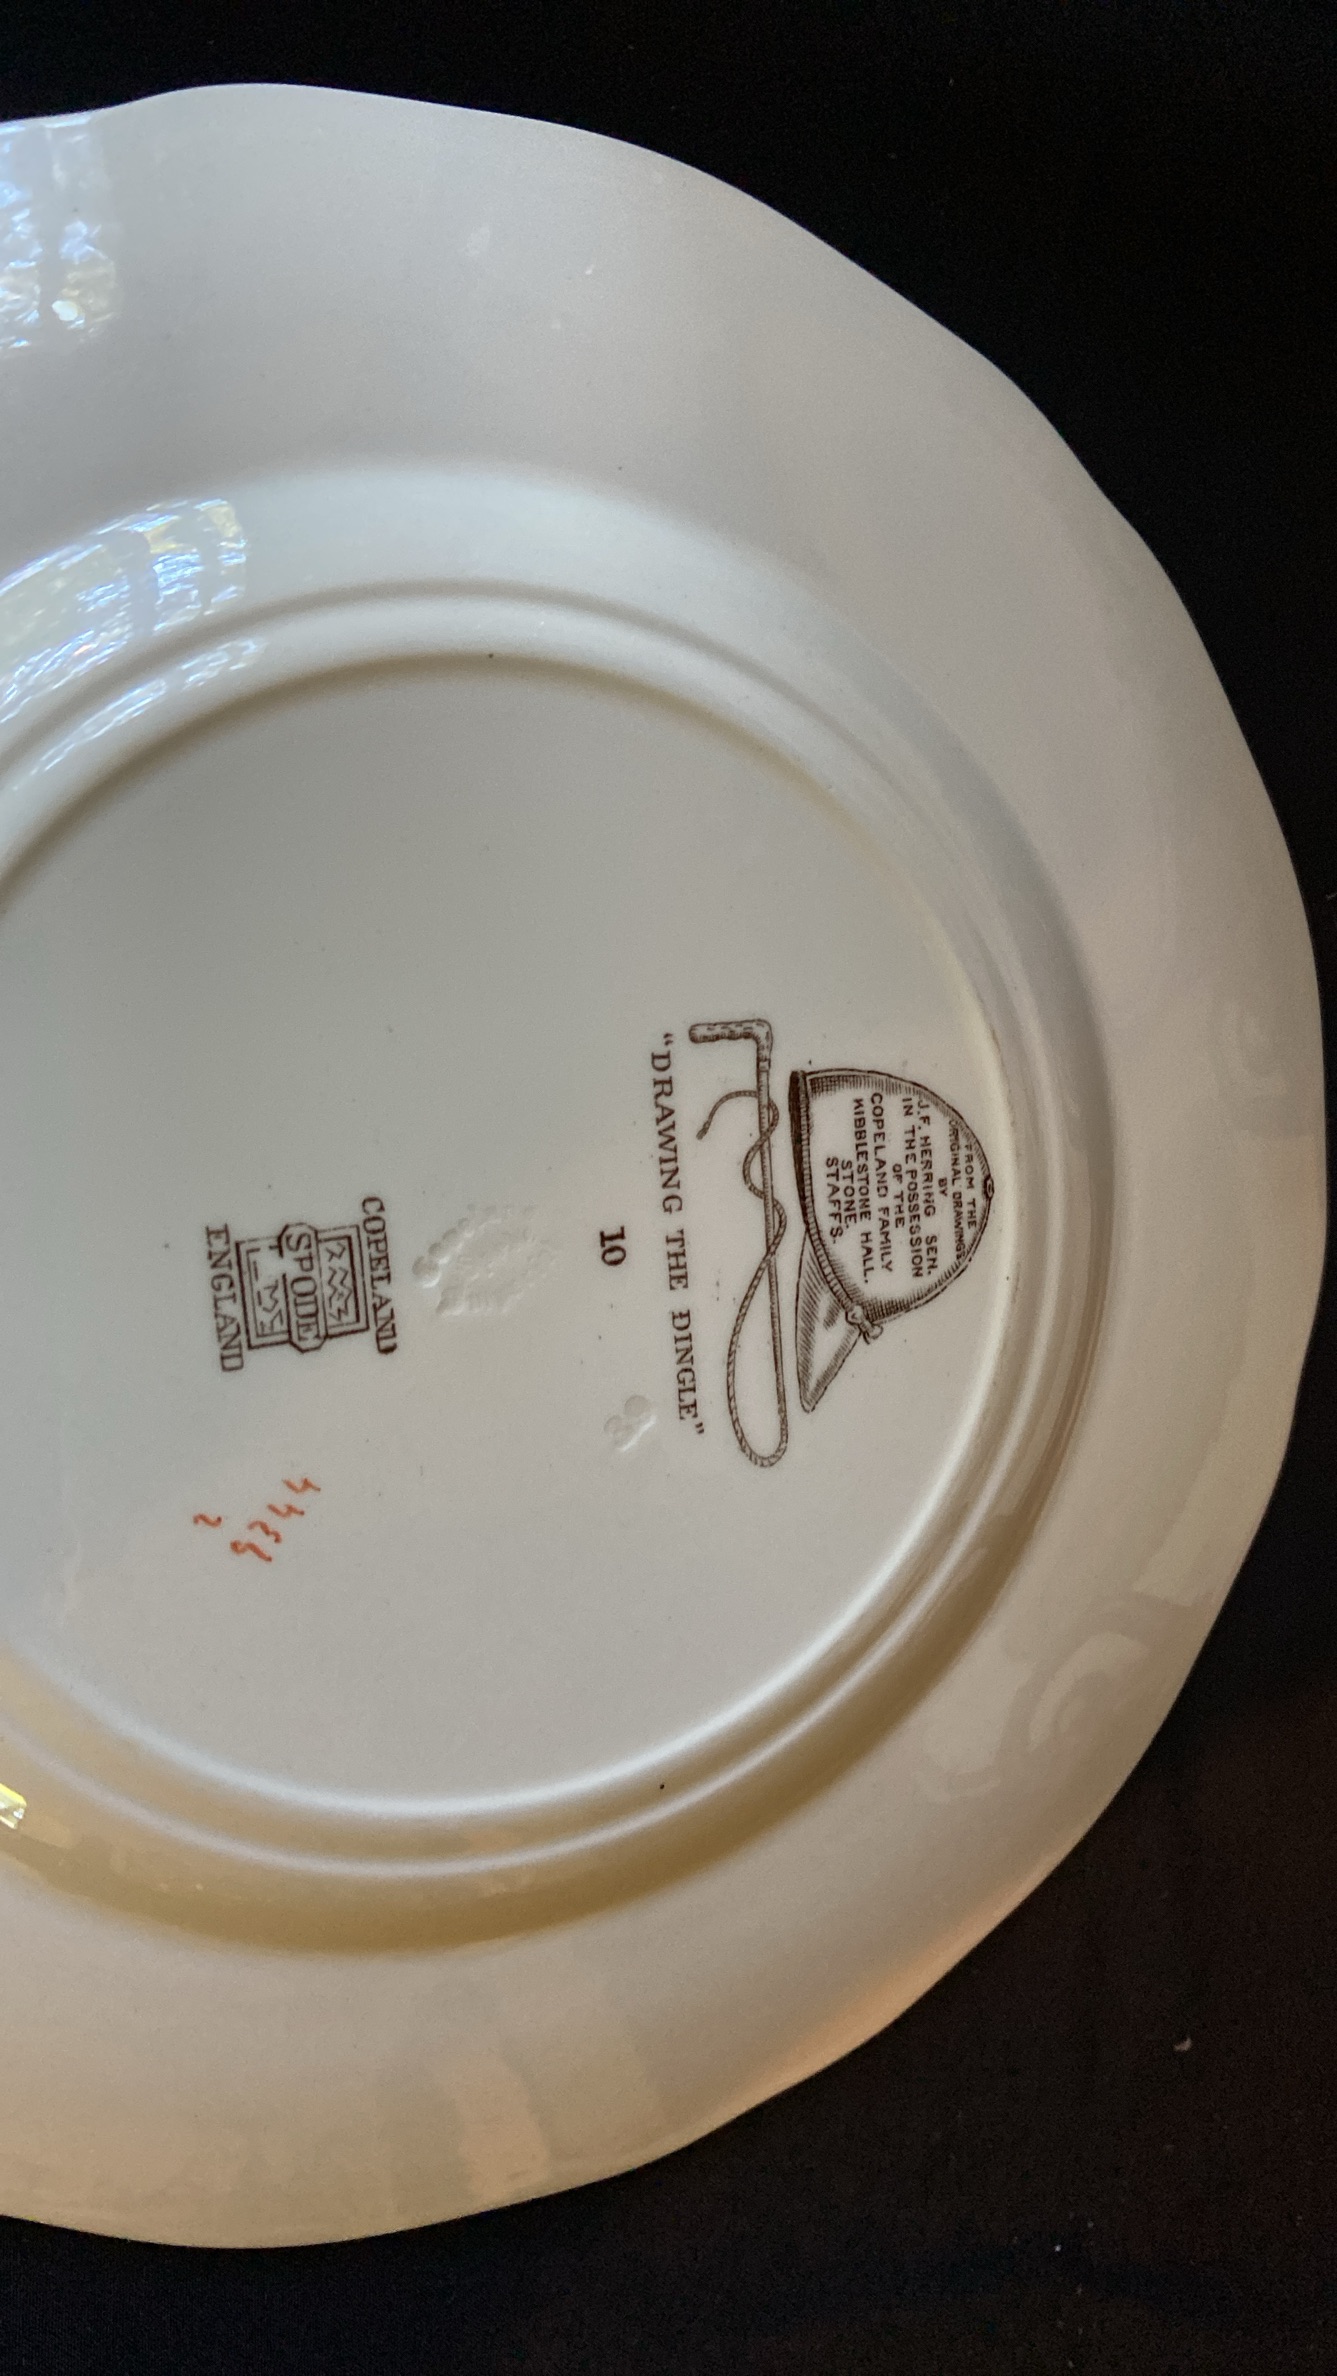 FROM THE
ORIGINAL DRAWINGS
BY
J.F. HERRING SEN.
IN THE POSSESSION
OF THE
COPELAND FAMILY
KIBBLESTONE HALL.
STONE.
STAFFS.
"DRAWING THE DINGLE"
10
COPELAND
SPODE
ENGLAND
2
9344